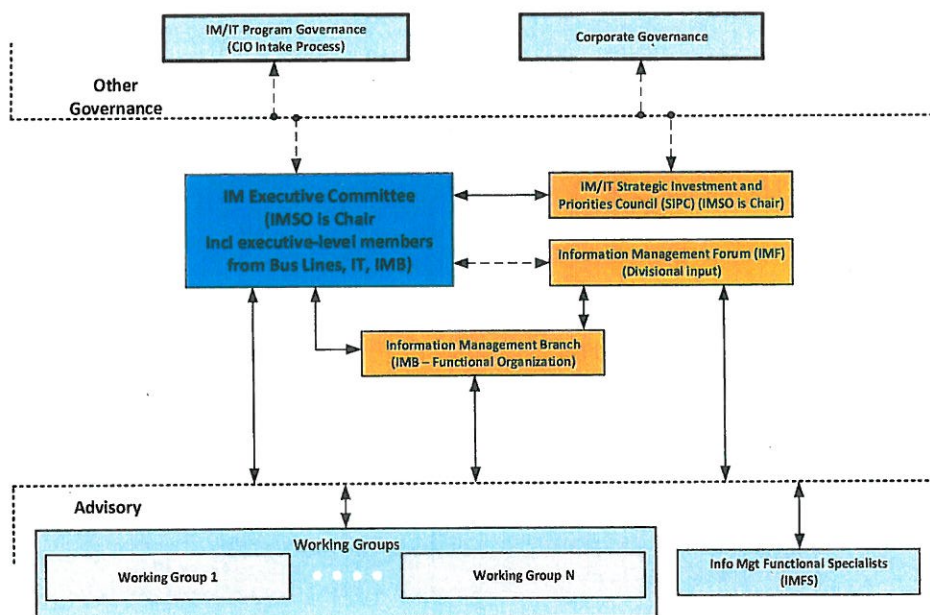 IM/IT Program Governance
(CIO Intake Process)
Corporate Governance
Other
Governance
IM Executive Committee
(IMSO is Chair
Incl executive-level members
from Bus Lines, IT, IMB)
IM/IT Strategic Investment and
Priorities Council (SIPC) (IMSO is Chair)
Information Management Forum (IMF)
(Divisional input)
Information Management Branch
(IMB – Functional Organization)
Advisory
Working Groups
Working Group 1
Working Group N
Info Mgt Functional Specialists
(IMFS)